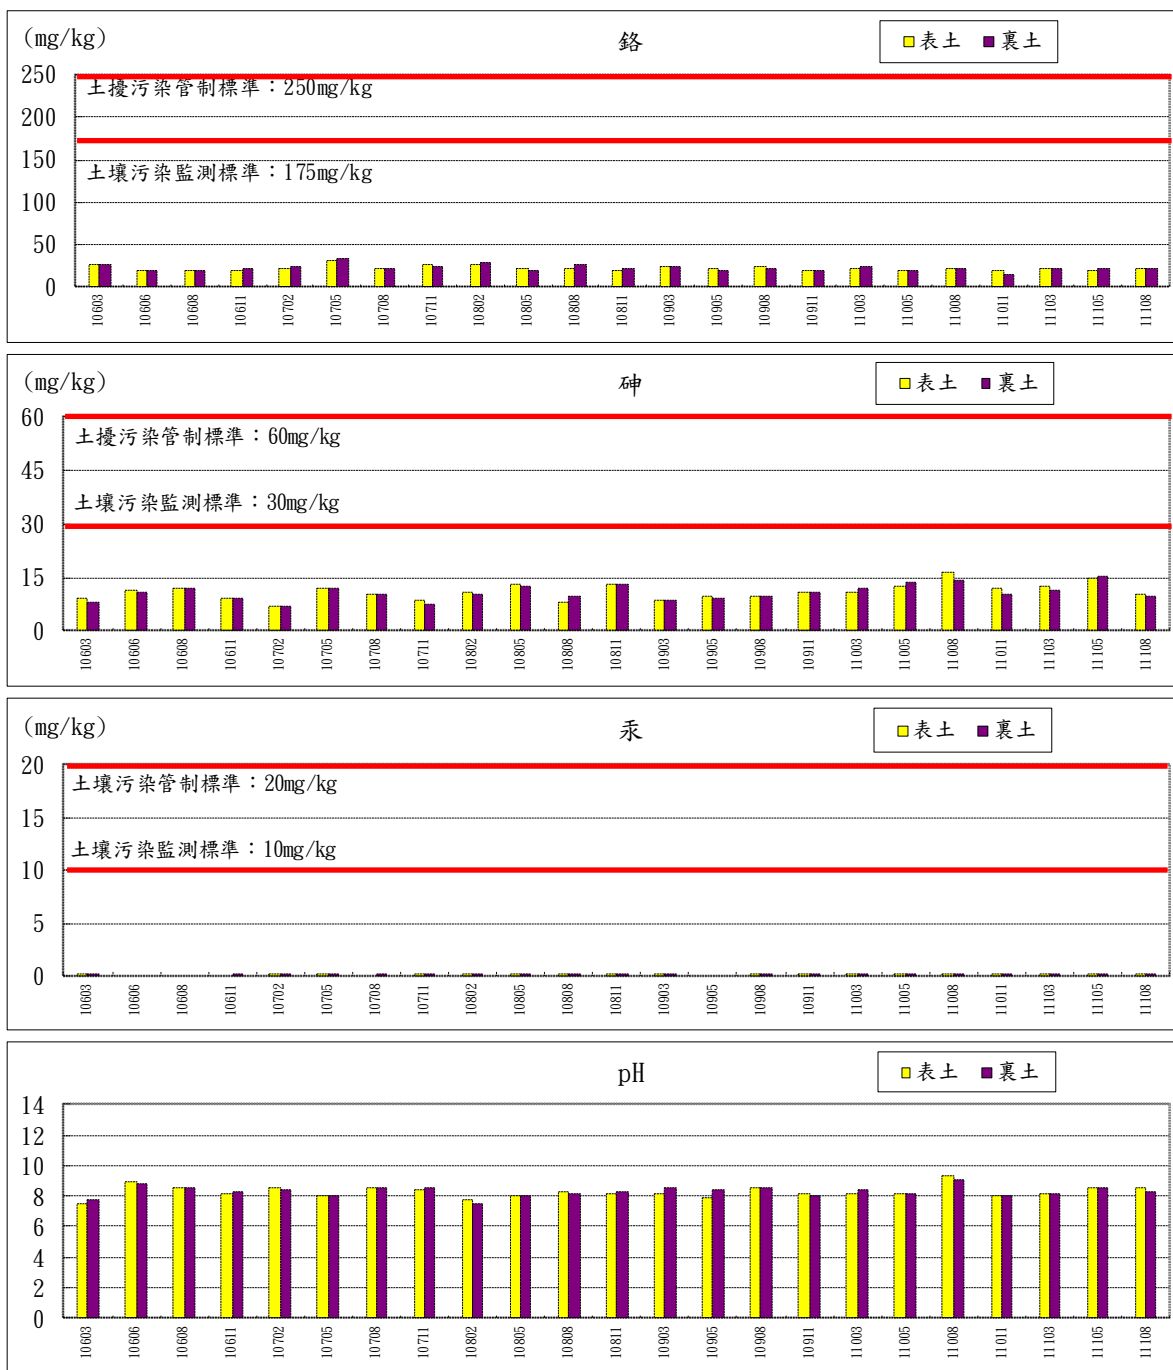 (mg/kg)
鉻
表土 裏土
250
200
150
100
50
0
土擾污染管制標準：250mg/kg
土壤污染監測標準：175mg/kg
10603 10606 10608 10611 10702 10705 10708 10711 10802 10805 10808 10811 10903 10905 10908 10911 11003 11005 11008 11011 11103 11105 11108
(mg/kg)
砷
表土 裏土
60
45
30
15
0
土擾污染管制標準：60mg/kg
土壤污染監測標準：30mg/kg
10603 10606 10608 10611 10702 10705 10708 10711 10802 10805 10808 10811 10903 10905 10908 10911 11003 11005 11008 11011 11103 11105 11108
(mg/kg)
汞
表土 裏土
20
15
10
5
0
土壤污染管制標準：20mg/kg
土壤污染監測標準：10mg/kg
10603 10606 10608 10611 10702 10705 10708 10711 10802 10805 10808 10811 10903 10905 10908 10911 11003 11005 11008 11011 11103 11105 11108
pH
表土 裏土
14
12
10
8
6
4
2
0
10603 10606 10608 10611 10702 10705 10708 10711 10802 10805 10808 10811 10903 10905 10908 10911 11003 11005 11008 11011 11103 11105 11108